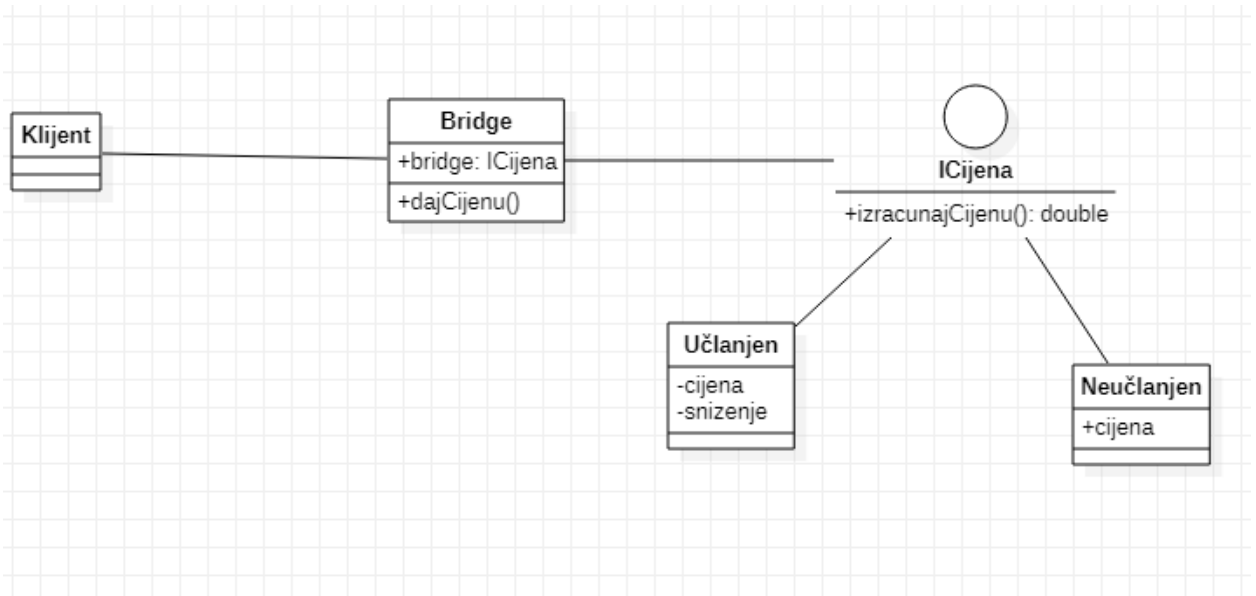 Klijent
Bridge
+bridge: ICijena
+dajCijenu()
ICijena
+izracunajCijenu(): double
Učlanjen
-cijena
-snizenje
Neučlanjen
+cijena